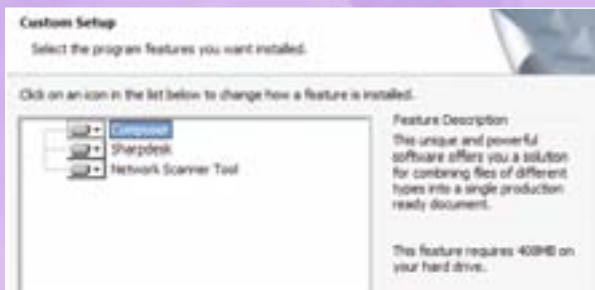 Custom Setup
Select the program features you want installed.
Click on an icon in the list below to change how a feature is installed.
Composer
Sharpdesk
Network Scanner Tool
Feature Description
This unique and powerful
software offers you a solution
for combining files of different
types into a single production
ready document.
This feature requires 408MB on
your hard drive.